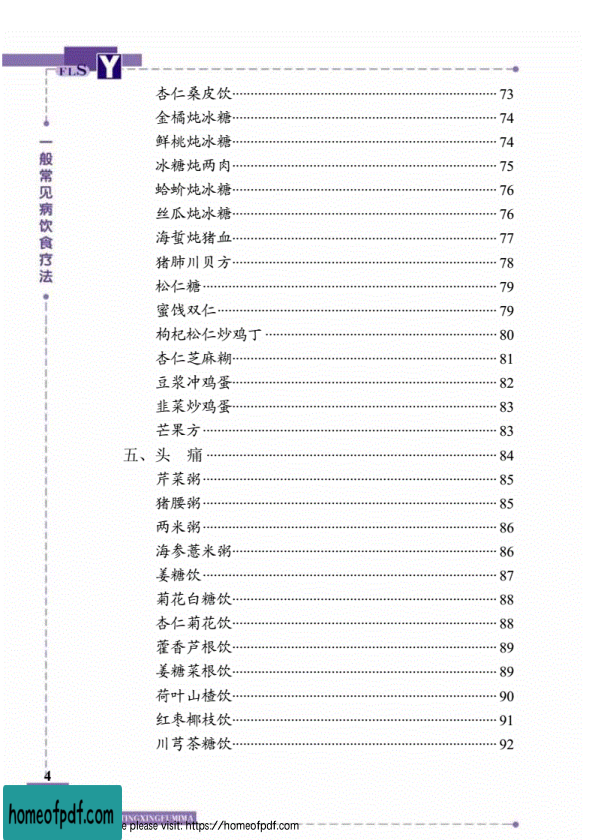 FLS Y
一般常见病饮食疗法
杏仁桑皮饮……73
金橘炖冰糖……74
鲜桃炖冰糖……74
冰糖炖两肉……75
蛤蚧炖冰糖……76
丝瓜炖冰糖……76
海蜇炖猪血……77
猪肺川贝方……78
松仁糖……79
蜜饯双仁……79
枸杞松仁炒鸡丁……80
杏仁芝麻糊……81
豆浆冲鸡蛋……82
韭菜炒鸡蛋……83
芒果方……83
五、头　痛……84
芹菜粥……85
猪腰粥……85
两米粥……86
海参薏米粥……86
姜糖饮……87
菊花白糖饮……88
杏仁菊花饮……88
藿香芦根饮……89
姜糖菜根饮……89
荷叶山楂饮……90
红枣椰枝饮……91
川芎茶糖饮……92
4
homeofpdf.com
TINGXINGFUMIMA
e please visit: https://homeofpdf.com